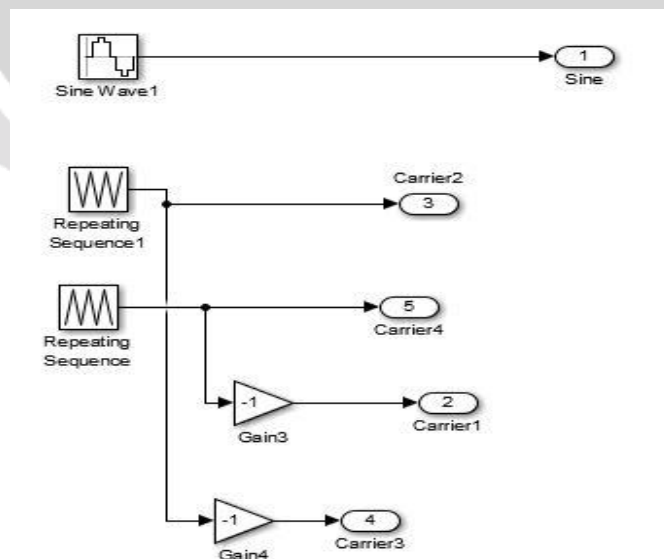 1
Sine Wave1
Sine
Carrier2
3
Repeating
Sequence1
5
Carrier4
Repeating
Sequence
-1
2
Gain3
Carrier1
-1
4
Carrier3
Gain4